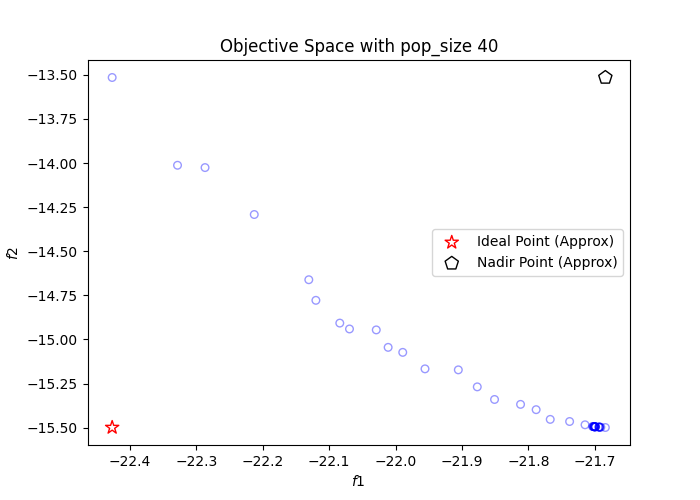 Objective Space with pop_size 40
−13.50
−13.75
−14.00
−14.25
−14.50
−14.75
−15.00
−15.25
−15.50
f2
Ideal Point (Approx)
Nadir Point (Approx)
−22.4 −22.3 −22.2 −22.1 −22.0 −21.9 −21.8 −21.7
f1